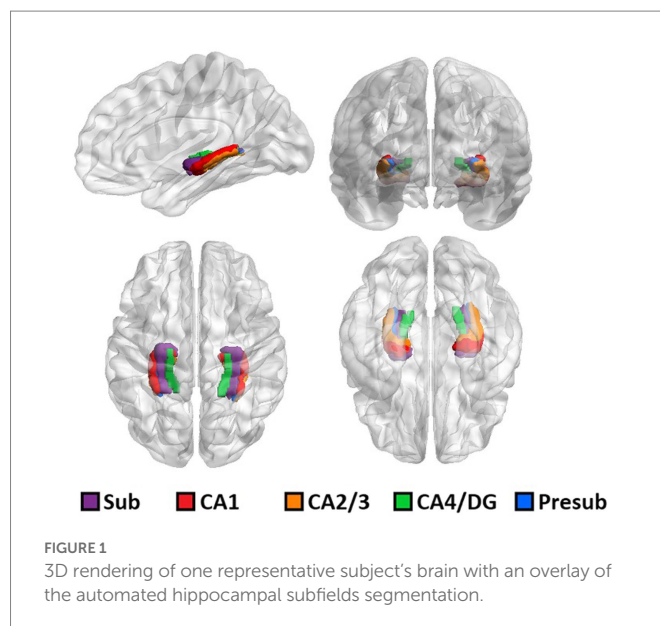 Sub CA1 CA2/3 CA4/DG Presub
FIGURE 1
3D rendering of one representative subject's brain with an overlay of
the automated hippocampal subfields segmentation.